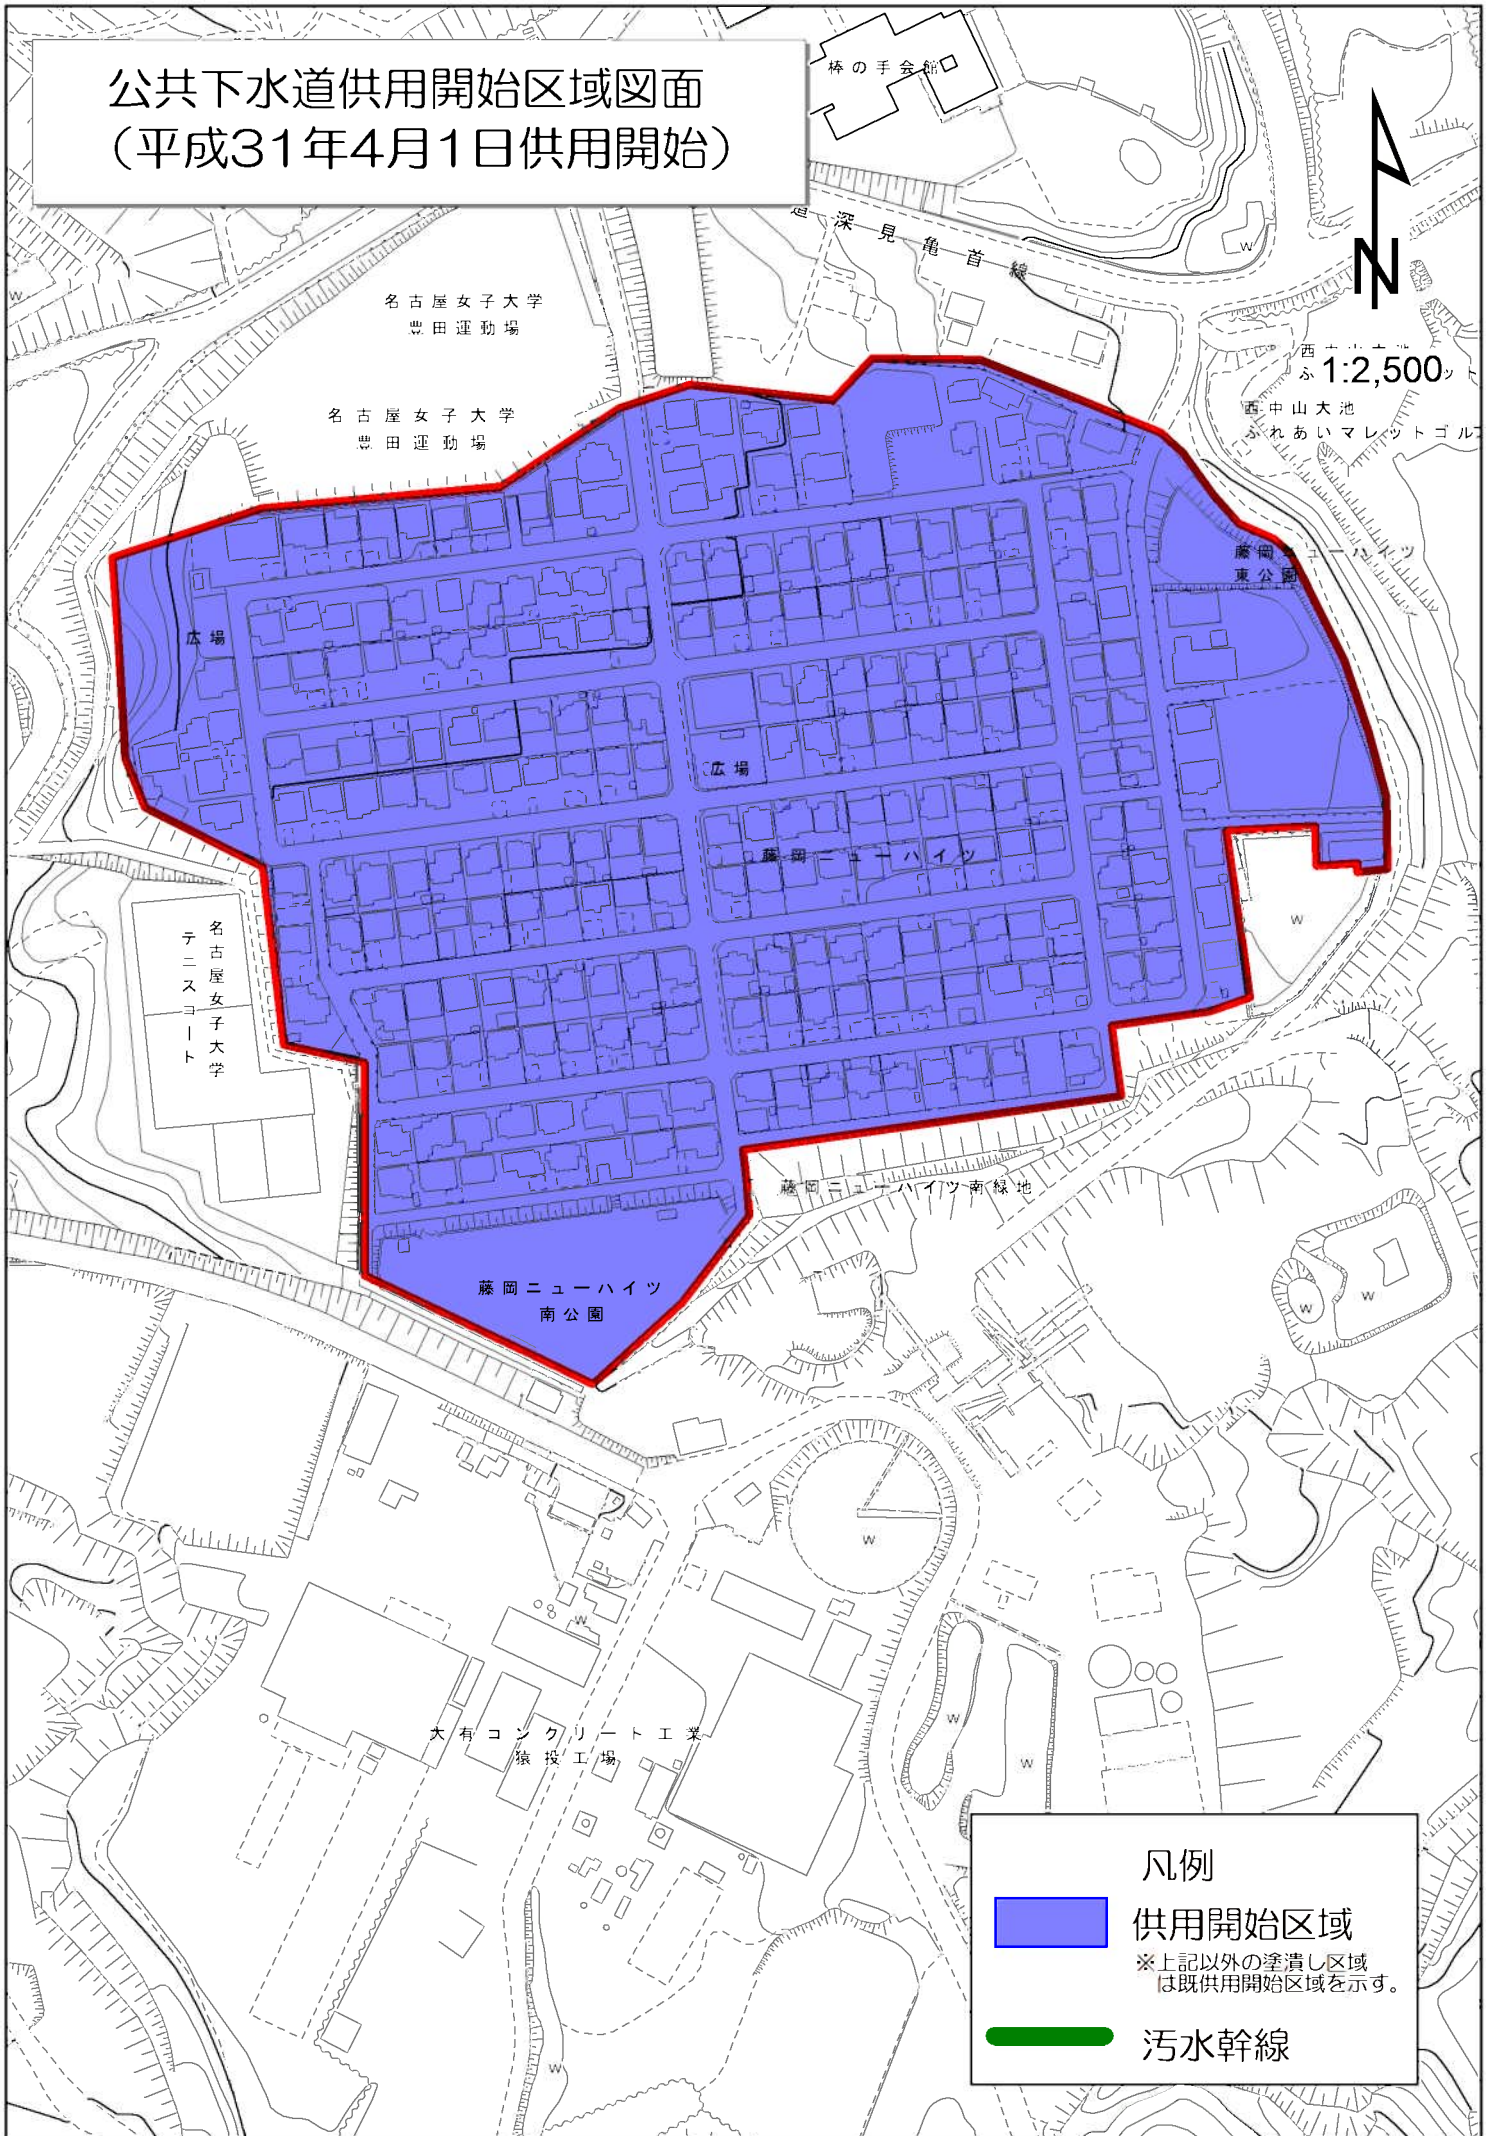 公共下水道供用開始区域図面
（平成31年4月1日供用開始）
棒の手会館
道深見亀首線
N
1:2,500
名古屋女子大学
豊田運動場
名古屋女子大学
豊田運動場
西中山大池
ふれあいマレットゴルフ
藤岡ニューハイツ
東公園
広場
広場
藤岡ニューハイツ
名古屋女子大学
テニスコート
藤岡ニューハイツ南緑地
藤岡ニューハイツ
南公園
大有コンクリート工業
猿投工場
凡例
供用開始区域
※上記以外の塗潰し区域
は既供用開始区域を示す。
汚水幹線